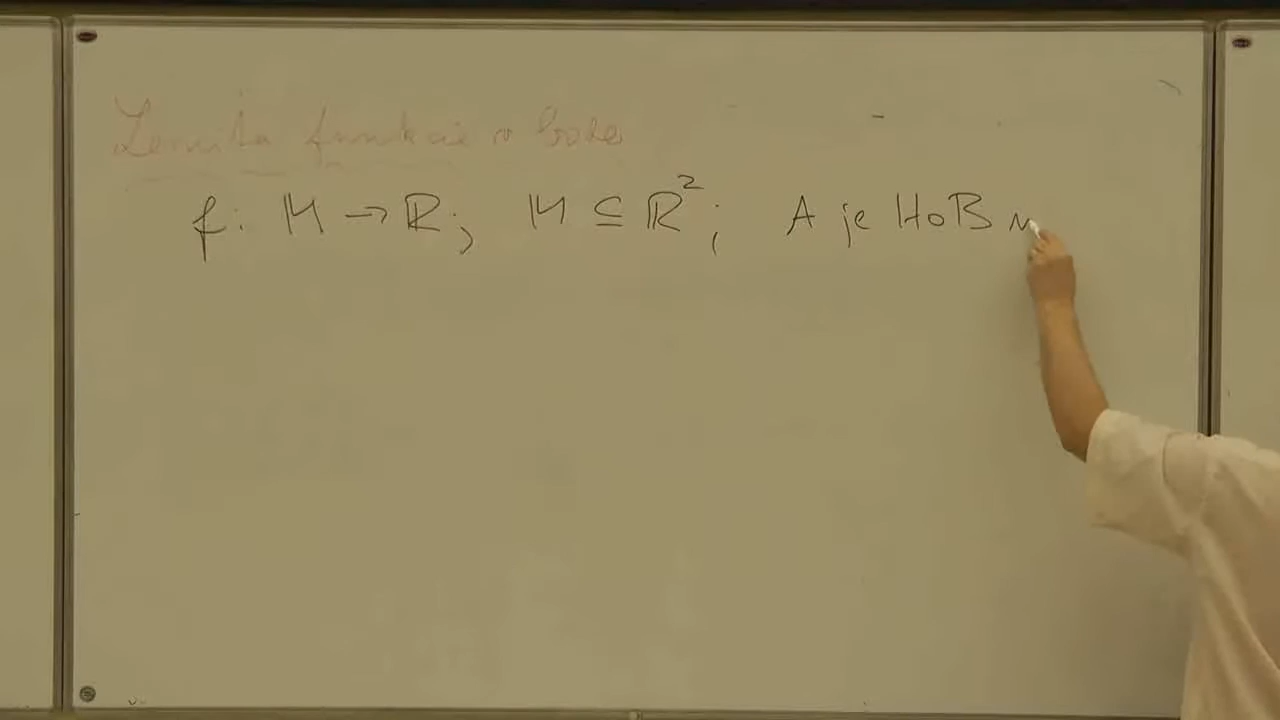 Limita funkcie v bode
f: M → ℝ; M ⊆ ℝ²; A je HoB